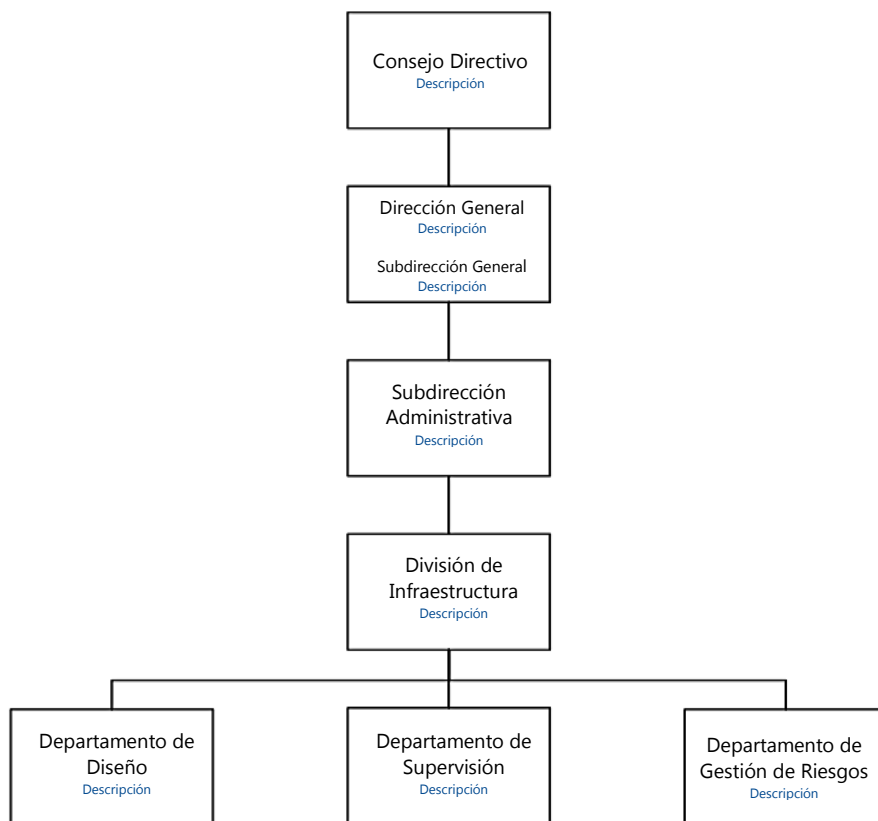 Consejo Directivo
Descripción
Dirección General
Descripción
Subdirección General
Descripción
Subdirección
Administrativa
Descripción
División de
Infraestructura
Descripción
Departamento de
Diseño
Descripción
Departamento de
Supervisión
Descripción
Departamento de
Gestión de Riesgos
Descripción